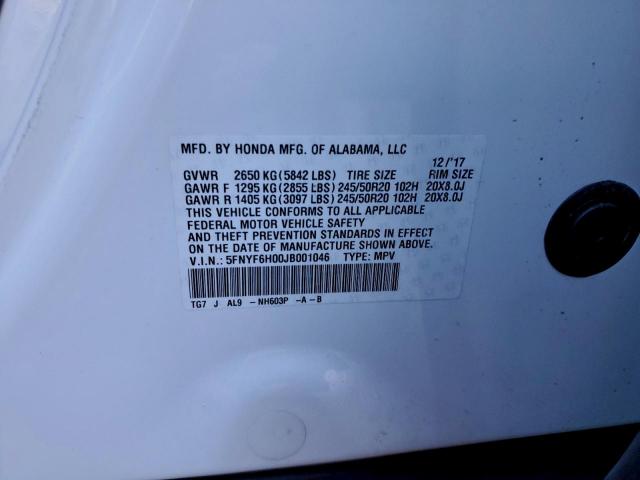 MFD. BY HONDA MFG. OF ALABAMA, LLC
12/'17
GVWR 2650 KG (5842 LBS) TIRE SIZE RIM SIZE
GAWR F 1295 KG (2855 LBS) 245/50R20 102H 20X8.0J
GAWR R 1405 KG (3097 LBS) 245/50R20 102H 20X8.0J
THIS VEHICLE CONFORMS TO ALL APPLICABLE
FEDERAL MOTOR VEHICLE SAFETY
AND THEFT PREVENTION STANDARDS IN EFFECT
ON THE DATE OF MANUFACTURE SHOWN ABOVE.
V.I.N.: 5FNYF6H00JB001046 TYPE: MPV
TG7 J AL9 -NH603P -A-B